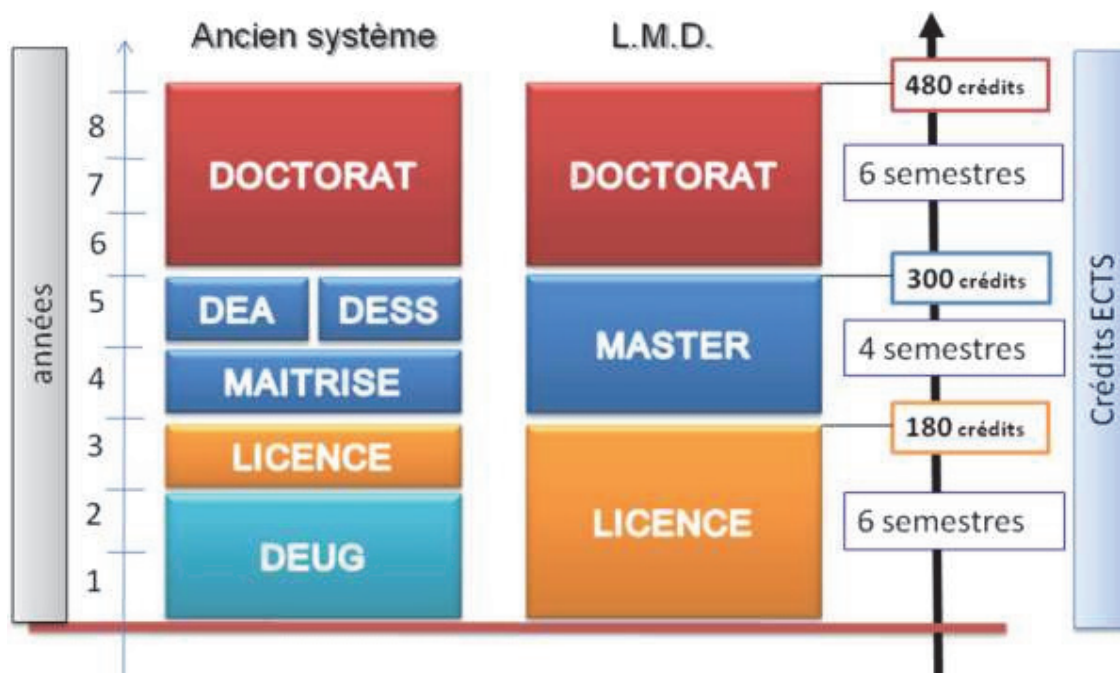 Ancien système
L.M.D.
480 crédits
8
DOCTORAT
DOCTORAT
6 semestres
7
6
300 crédits
5
DEA
DESS
MASTER
4 semestres
4
MAITRISE
180 crédits
3
LICENCE
2
LICENCE
6 semestres
DEUG
1
années
Crédits ECTS